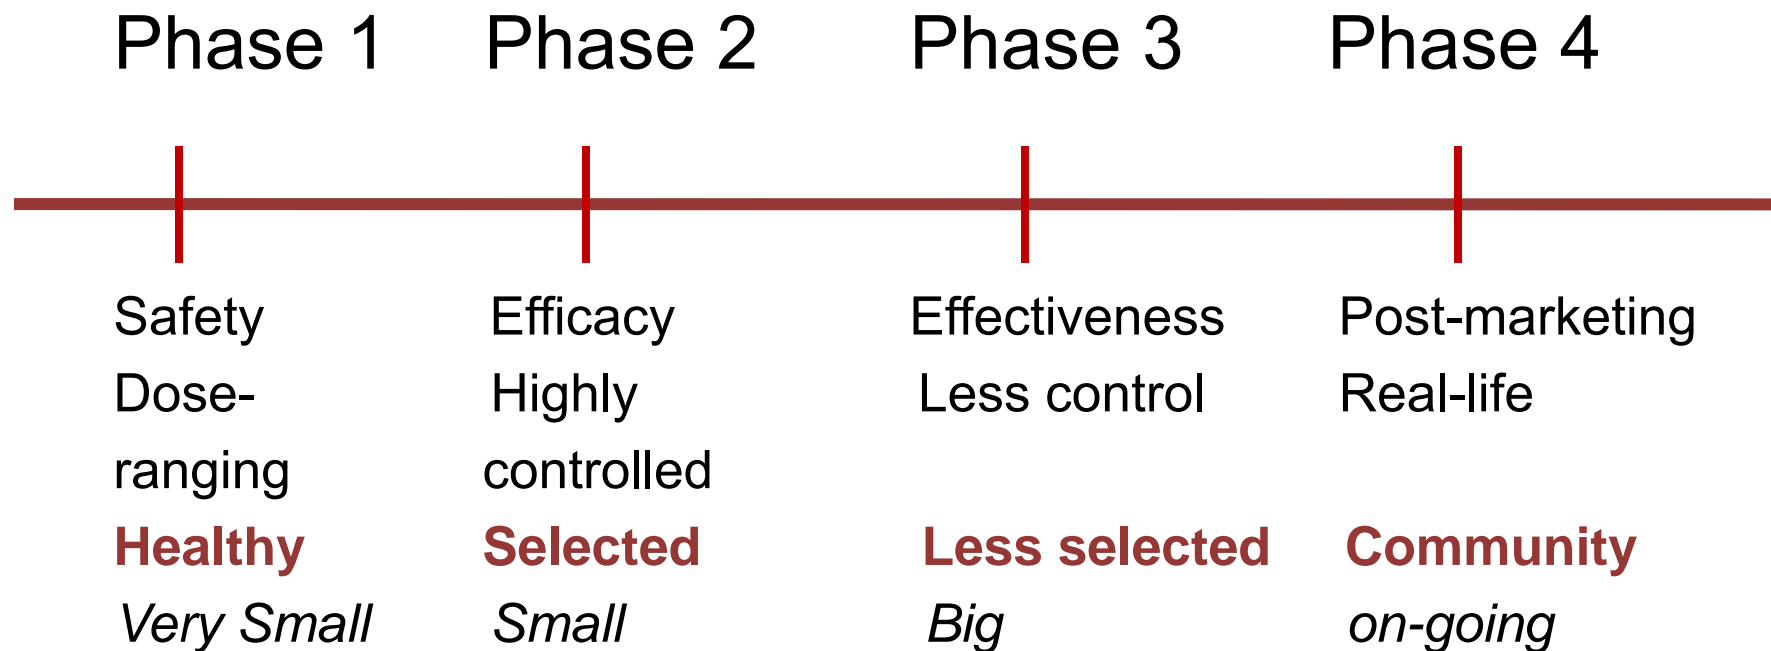 Phase 1 Phase 2 Phase 3 Phase 4
Safety Efficacy Effectiveness Post-marketing
Dose- Highly Less control Real-life
ranging controlled
Healthy Selected Less selected Community
Very Small Small Big on-going